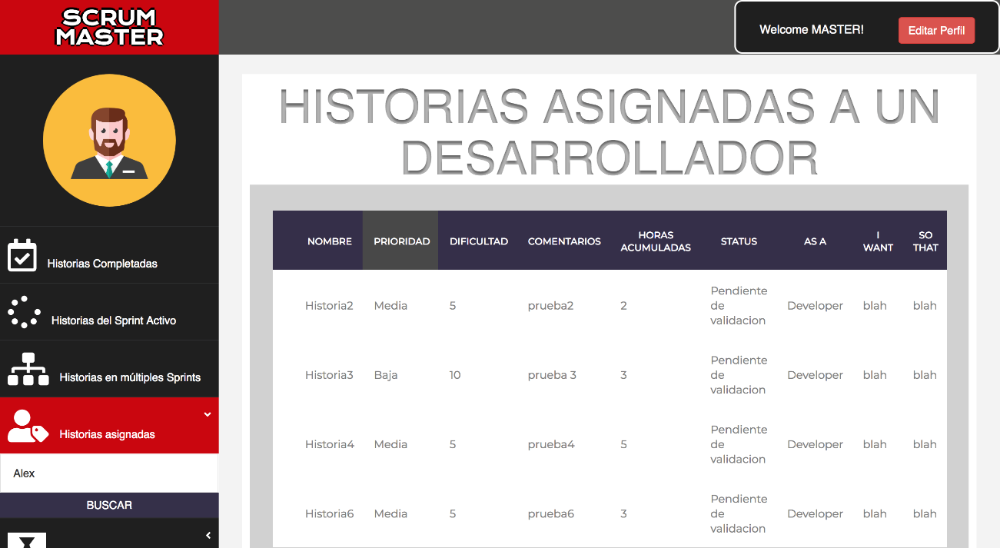 SCRUM
MASTER
Welcome MASTER!
Editar Perfil
Historias Completadas
Historias del Sprint Activo
Historias en múltiples Sprints
Historias asignadas
Alex
BUSCAR
HISTORIAS ASIGNADAS A UN
DESARROLLADOR
NOMBRE PRIORIDAD DIFICULTAD COMENTARIOS HORAS ACUMULADAS STATUS AS A I WANT SO THAT
Historia2 Media 5 prueba2 2 Pendiente de validacion Developer blah blah
Historia3 Baja 10 prueba 3 3 Pendiente de validacion Developer blah blah
Historia4 Media 5 prueba4 5 Pendiente de validacion Developer blah blah
Historia6 Media 5 prueba6 3 Pendiente de validacion Developer blah blah